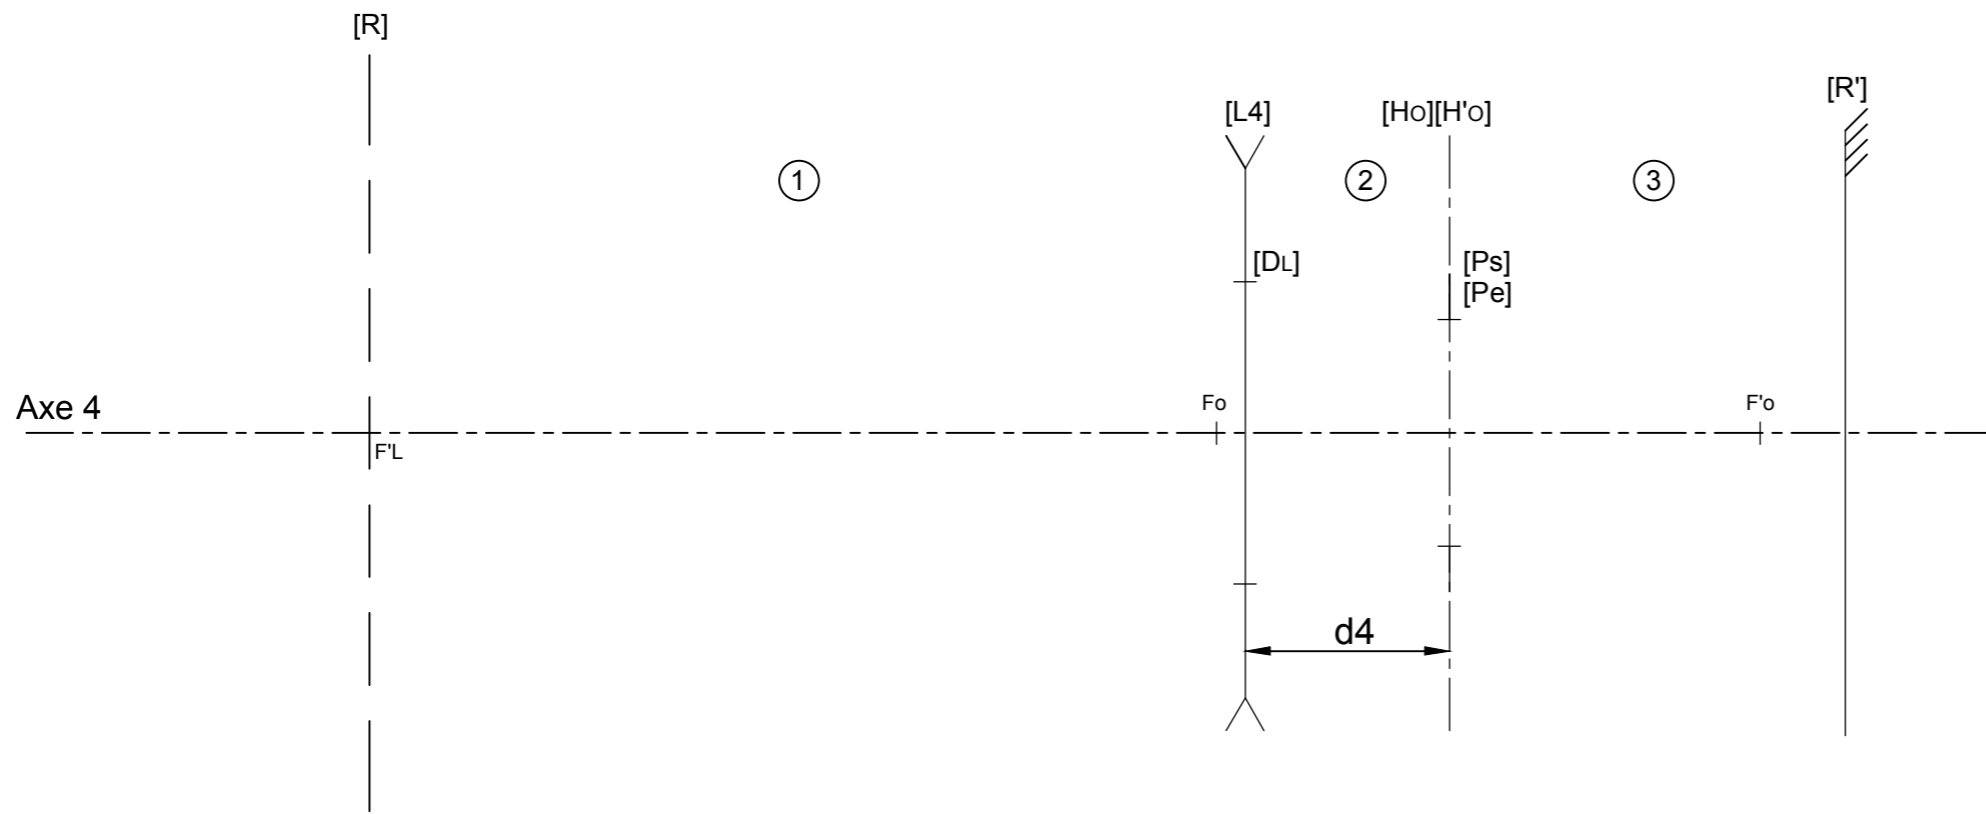 [R]
[R']
[L4]
[Ho][H'o]
①
②
③
[DL]
[Ps]
[Pe]
Axe 4
Fo
F'o
F'L
d4